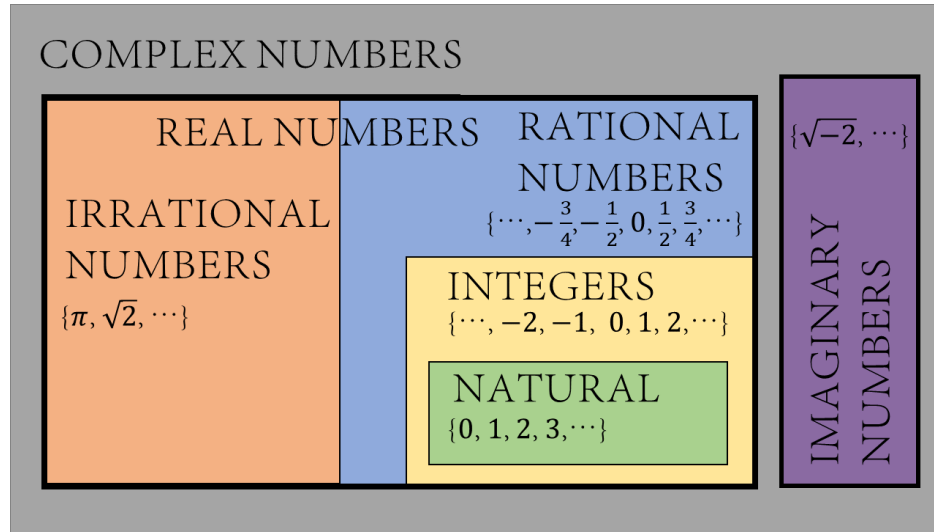 COMPLEX NUMBERS
REAL NUMBERS
RATIONAL
NUMBERS
{⋯,−3/4,−1/2, 0, 1/2, 3/4,⋯}
IRRATIONAL
NUMBERS
{π, √2, ⋯}
INTEGERS
{⋯, −2, −1, 0, 1, 2,⋯}
NATURAL
{0, 1, 2, 3,⋯}
{√−2, ⋯}
IMAGINARY
NUMBERS